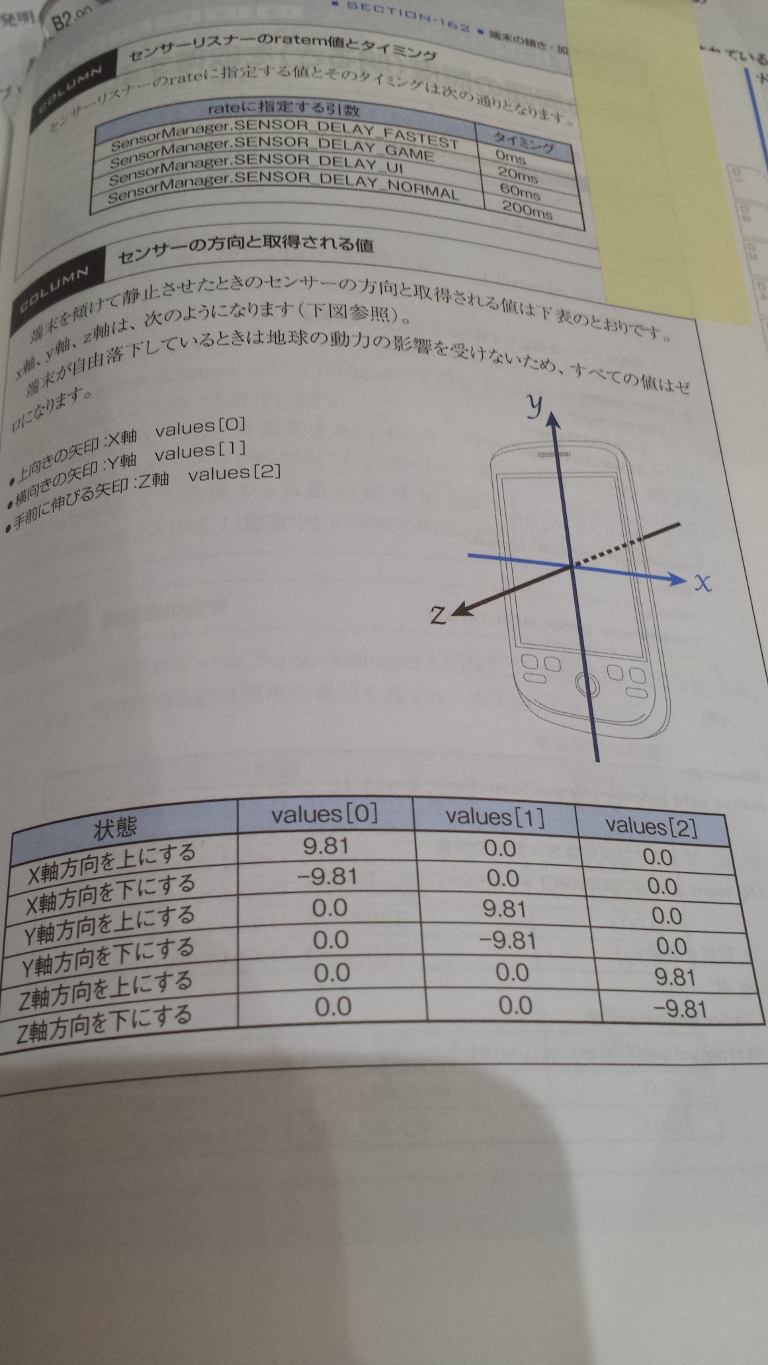 発明
B2.90
■ SECTION-162 ■ 端末の傾き・加
ている
COLUMN センサーリスナーのratem値とタイミング
センサーリスナーのrateに指定する値とそのタイミングは次の通りとなります。
rateに指定する引数 タイミング
SensorManager.SENSOR_DELAY_FASTEST 0ms
SensorManager.SENSOR_DELAY_GAME 20ms
SensorManager.SENSOR_DELAY_UI 60ms
SensorManager.SENSOR_DELAY_NORMAL 200ms
01
02
03
04
COLUMN センサーの方向と取得される値
端末を傾けて静止させたときのセンサーの方向と取得される値は下表のとおりです。
x軸、y軸、z軸は、次のようになります(下図参照)。
端末が自由落下しているときは地球の動力の影響を受けないため、すべての値はゼ
ロになります。
●上向きの矢印:X軸 values[0]
●横向きの矢印:Y軸 values[1]
●手前に伸びる矢印:Z軸 values[2]
y
x
z
状態 values[0] values[1] values[2]
X軸方向を上にする 9.81 0.0 0.0
X軸方向を下にする -9.81 0.0 0.0
Y軸方向を上にする 0.0 9.81 0.0
Y軸方向を下にする 0.0 -9.81 0.0
Z軸方向を上にする 0.0 0.0 9.81
Z軸方向を下にする 0.0 0.0 -9.81